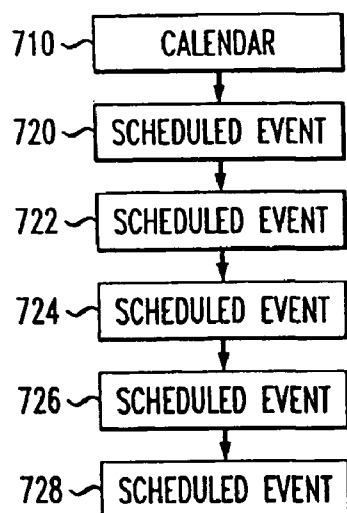 710 CALENDAR
720 SCHEDULED EVENT
722 SCHEDULED EVENT
724 SCHEDULED EVENT
726 SCHEDULED EVENT
728 SCHEDULED EVENT